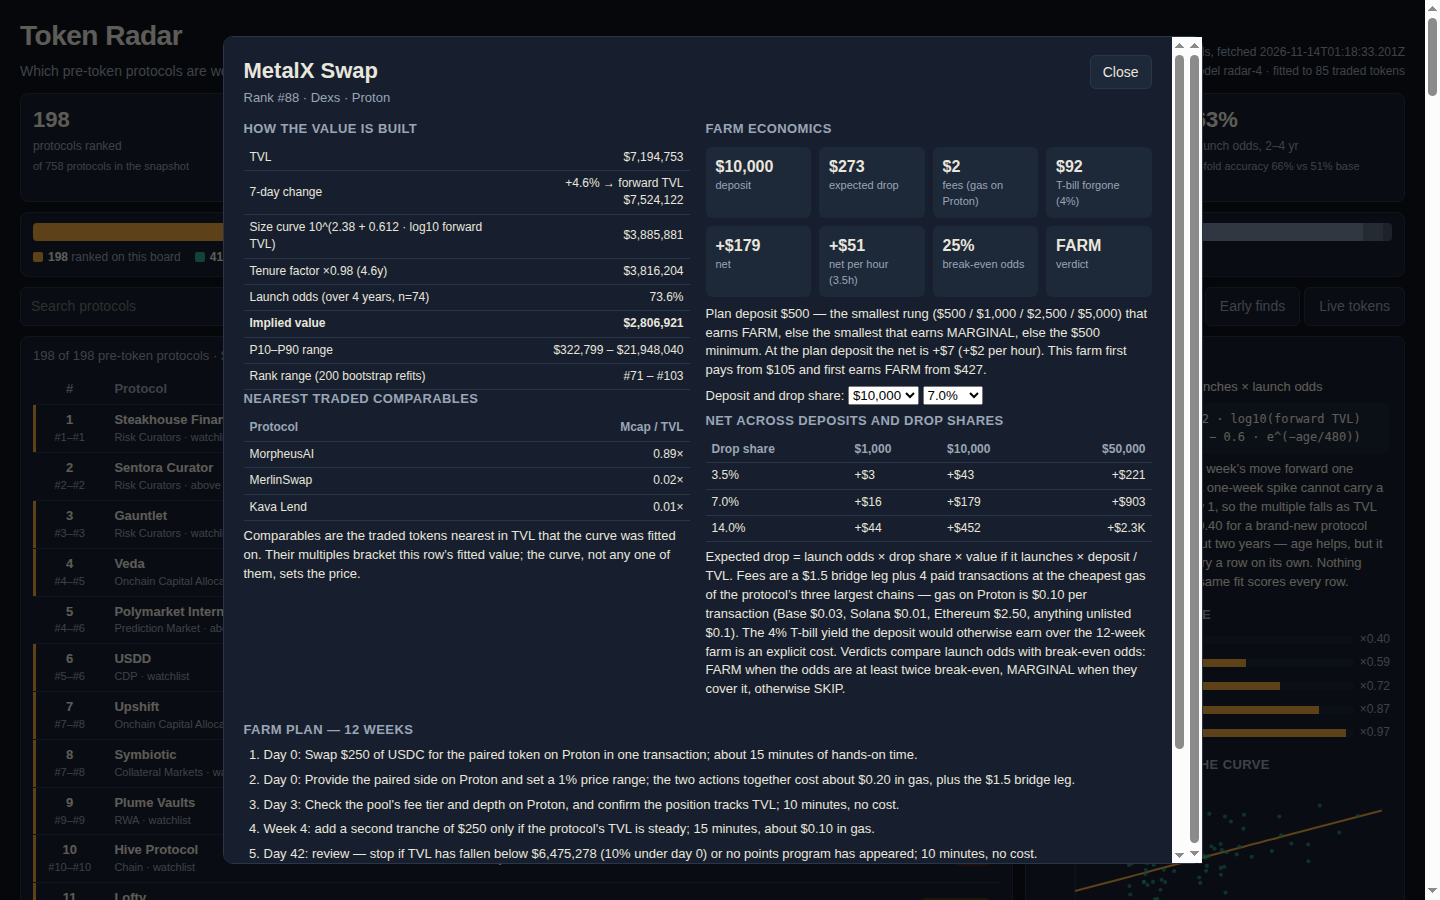 Token Radar
Which pre-token protocols are we
s, fetched 2026-11-14T01:18:33.201Z
del radar-4 · fitted to 85 traded tokens
198
protocols ranked
of 758 protocols in the snapshot
63%
unch odds, 2–4 yr
fold accuracy 66% vs 51% base
198 ranked on this board
41
Search protocols
Early finds
Live tokens
198 of 198 pre-token protocols ·
#
Protocol
1
Steakhouse Finan
#1–#1
Risk Curators · watchli
2
Sentora Curator
#2–#2
Risk Curators · above
3
Gauntlet
#3–#3
Risk Curators · watchli
4
Veda
#4–#5
Onchain Capital Alloca
5
Polymarket Intern
#4–#6
Prediction Market · abo
6
USDD
#5–#6
CDP · watchlist
7
Upshift
#7–#8
Onchain Capital Alloca
8
Symbiotic
#7–#8
Collateral Markets · wa
9
Plume Vaults
#9–#9
RWA · watchlist
10
Hive Protocol
#10–#10
Chain · watchlist
11
Lofty
nches × launch odds
2 · log10(forward TVL)
− 0.6 · e^(−age/480))
week's move forward one
one-week spike cannot carry a
1, so the multiple falls as TVL
0.40 for a brand-new protocol
ut two years — age helps, but it
ry a row on its own. Nothing
same fit scores every row.
E
×0.40
×0.59
×0.72
×0.87
×0.97
HE CURVE
MetalX Swap
Rank #88 · Dexs · Proton
Close
HOW THE VALUE IS BUILT
TVL $7,194,753
7-day change +4.6% → forward TVL
$7,524,122
Size curve 10^(2.38 + 0.612 · log10 forward
TVL) $3,885,881
Tenure factor ×0.98 (4.6y) $3,816,204
Launch odds (over 4 years, n=74) 73.6%
Implied value $2,806,921
P10–P90 range $322,799 – $21,948,040
Rank range (200 bootstrap refits) #71 – #103
NEAREST TRADED COMPARABLES
Protocol Mcap / TVL
MorpheusAI 0.89×
MerlinSwap 0.02×
Kava Lend 0.01×
Comparables are the traded tokens nearest in TVL that the curve was fitted
on. Their multiples bracket this row's fitted value; the curve, not any one of
them, sets the price.
FARM ECONOMICS
$10,000
deposit
$273
expected drop
$2
fees (gas on
Proton)
$92
T-bill forgone
(4%)
+$179
net
+$51
net per hour
(3.5h)
25%
break-even odds
FARM
verdict
Plan deposit $500 — the smallest rung ($500 / $1,000 / $2,500 / $5,000) that
earns FARM, else the smallest that earns MARGINAL, else the $500
minimum. At the plan deposit the net is +$7 (+$2 per hour). This farm first
pays from $105 and first earns FARM from $427.
Deposit and drop share: $10,000 7.0%
NET ACROSS DEPOSITS AND DROP SHARES
Drop share $1,000 $10,000 $50,000
3.5% +$3 +$43 +$221
7.0% +$16 +$179 +$903
14.0% +$44 +$452 +$2.3K
Expected drop = launch odds × drop share × value if it launches × deposit /
TVL. Fees are a $1.5 bridge leg plus 4 paid transactions at the cheapest gas
of the protocol's three largest chains — gas on Proton is $0.10 per
transaction (Base $0.03, Solana $0.01, Ethereum $2.50, anything unlisted
$0.1). The 4% T-bill yield the deposit would otherwise earn over the 12-week
farm is an explicit cost. Verdicts compare launch odds with break-even odds:
FARM when the odds are at least twice break-even, MARGINAL when they
cover it, otherwise SKIP.
FARM PLAN — 12 WEEKS
1. Day 0: Swap $250 of USDC for the paired token on Proton in one transaction; about 15 minutes of hands-on time.
2. Day 0: Provide the paired side on Proton and set a 1% price range; the two actions together cost about $0.20 in gas, plus the $1.5 bridge leg.
3. Day 3: Check the pool's fee tier and depth on Proton, and confirm the position tracks TVL; 10 minutes, no cost.
4. Week 4: add a second tranche of $250 only if the protocol's TVL is steady; 15 minutes, about $0.10 in gas.
5. Day 42: review — stop if TVL has fallen below $6,475,278 (10% under day 0) or no points program has appeared; 10 minutes, no cost.